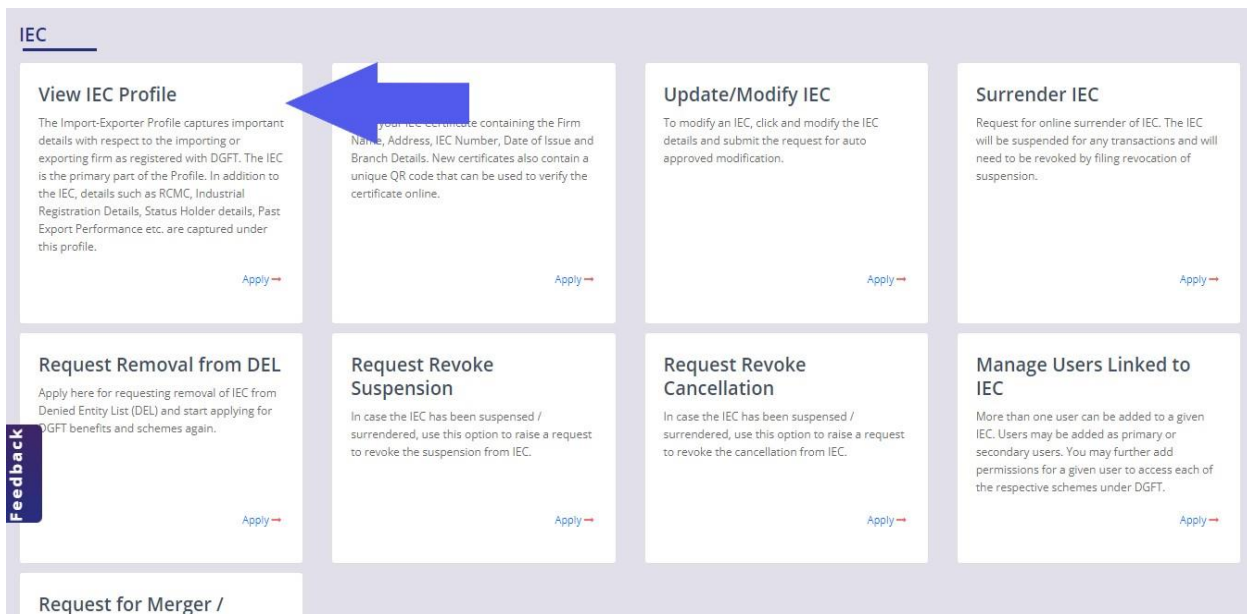 IEC
View IEC Profile
The Import-Exporter Profile captures important
details with respect to the importing or
exporting firm as registered with DGFT. The IEC
is the primary part of the Profile. In addition to
the IEC, details such as RCMC, Industrial
Registration Details, Status Holder details, Past
Export Performance etc. are captured under
this profile.
Apply→
your IEC Certificate containing the Firm
Name, Address, IEC Number, Date of Issue and
Branch Details. New certificates also contain a
unique QR code that can be used to verify the
certificate online.
Apply→
Update/Modify IEC
To modify an IEC, click and modify the IEC
details and submit the request for auto
approved modification.
Apply→
Surrender IEC
Request for online surrender of IEC. The IEC
will be suspended for any transactions and will
need to be revoked by filing revocation of
suspension.
Apply→
Request Removal from DEL
Apply here for requesting removal of IEC from
Denied Entity List (DEL) and start applying for
DGFT benefits and schemes again.
Apply→
Request Revoke
Suspension
In case the IEC has been suspended /
surrendered, use this option to raise a request
to revoke the suspension from IEC.
Apply→
Request Revoke
Cancellation
In case the IEC has been suspended /
surrendered, use this option to raise a request
to revoke the cancellation from IEC.
Apply→
Manage Users Linked to
IEC
More than one user can be added to a given
IEC. Users may be added as primary or
secondary users. You may further add
permissions for a given user to access each of
the respective schemes under DGFT.
Apply→
Feedback
Request for Merger /